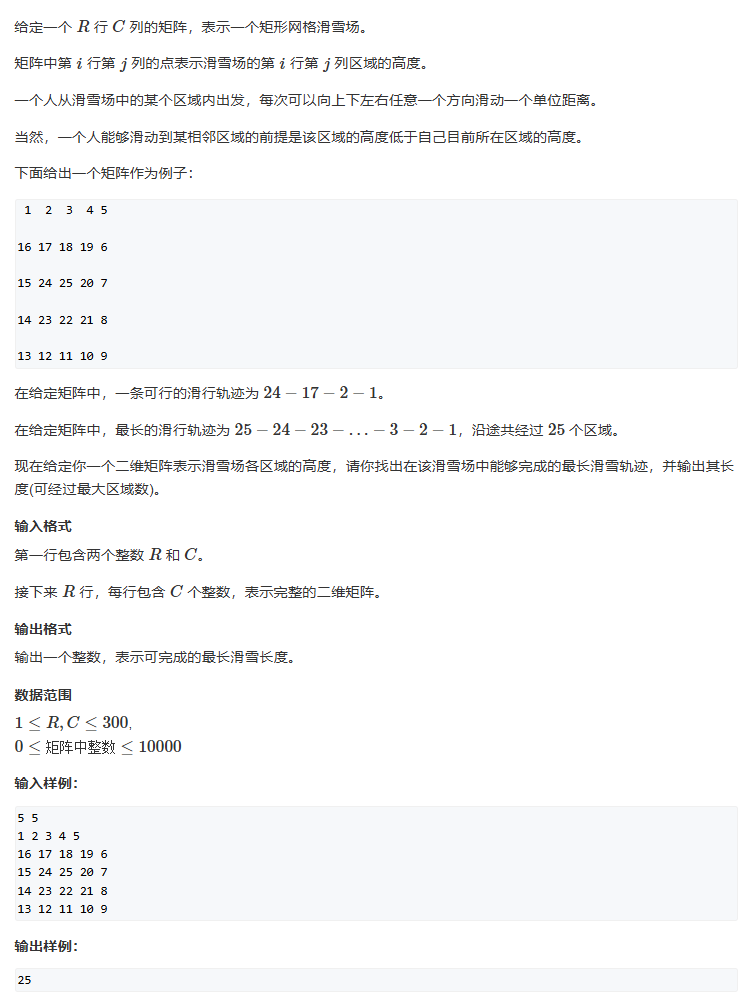 给定一个 R 行 C 列的矩阵，表示一个矩形网格滑雪场。
矩阵中第 i 行第 j 列的点表示滑雪场的第 i 行第 j 列区域的高度。
一个人从滑雪场中的某个区域内出发，每次可以向上下左右任意一个方向滑动一个单位距离。
当然，一个人能够滑动到某相邻区域的前提是该区域的高度低于自己目前所在区域的高度。
下面给出一个矩阵作为例子：
1 2 3 4 5
16 17 18 19 6
15 24 25 20 7
14 23 22 21 8
13 12 11 10 9
在给定矩阵中，一条可行的滑行轨迹为 24 − 17 − 2 − 1。
在给定矩阵中，最长的滑行轨迹为 25 − 24 − 23 − … − 3 − 2 − 1，沿途共经过 25 个区域。
现在给定你一个二维矩阵表示滑雪场各区域的高度，请你找出在该滑雪场中能够完成的最长滑雪轨迹，并输出其长
度(可经过最大区域数)。
输入格式
第一行包含两个整数 R 和 C。
接下来 R 行，每行包含 C 个整数，表示完整的二维矩阵。
输出格式
输出一个整数，表示可完成的最长滑雪长度。
数据范围
1 ≤ R, C ≤ 300,
0 ≤ 矩阵中整数 ≤ 10000
输入样例：
5 5
1 2 3 4 5
16 17 18 19 6
15 24 25 20 7
14 23 22 21 8
13 12 11 10 9
输出样例：
25